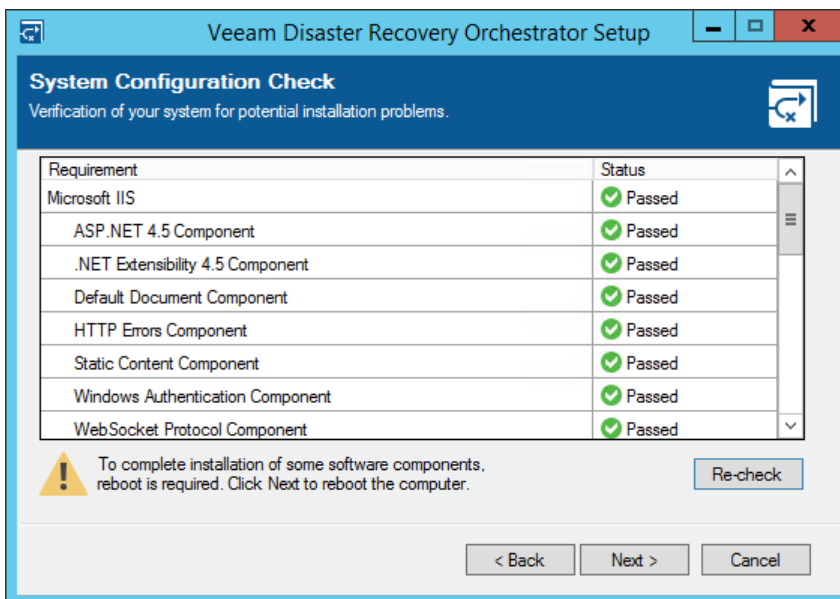 Veeam Disaster Recovery Orchestrator Setup
System Configuration Check
Verification of your system for potential installation problems.
Requirement Status
Microsoft IIS Passed
ASP.NET 4.5 Component Passed
.NET Extensibility 4.5 Component Passed
Default Document Component Passed
HTTP Errors Component Passed
Static Content Component Passed
Windows Authentication Component Passed
WebSocket Protocol Component Passed
To complete installation of some software components,
reboot is required. Click Next to reboot the computer.
Re-check
< Back Next > Cancel